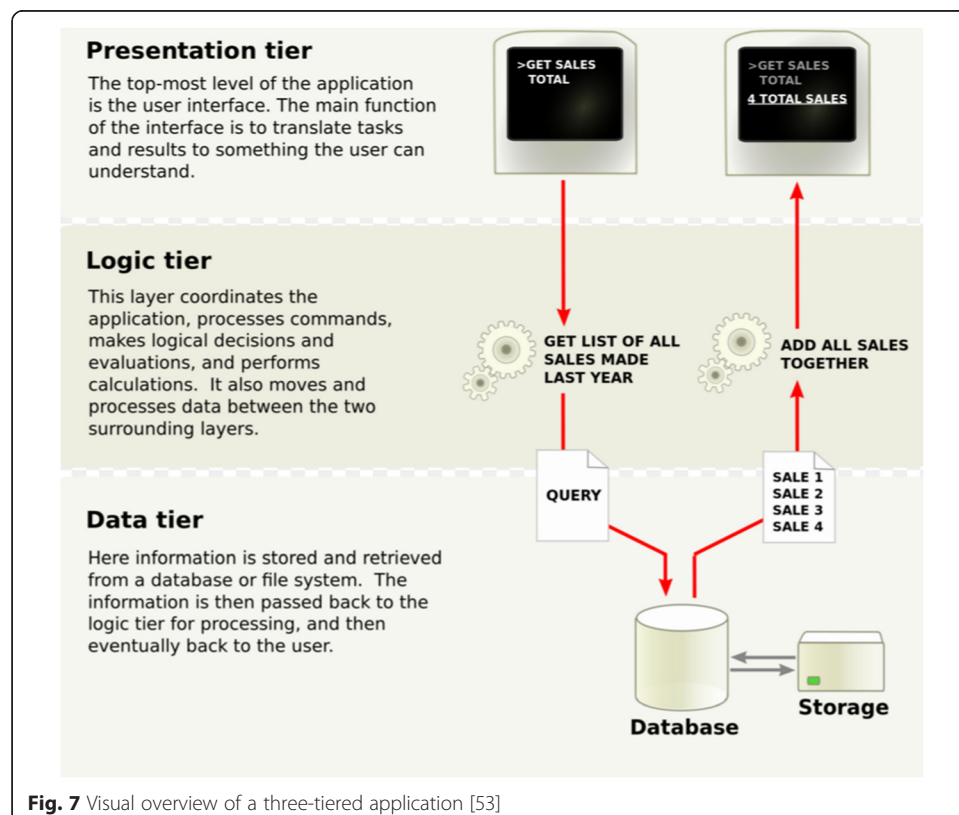 Presentation tier
The top-most level of the application
is the user interface. The main function
of the interface is to translate tasks
and results to something the user can
understand.
>GET SALES
TOTAL
>GET SALES
TOTAL
4 TOTAL SALES
Logic tier
This layer coordinates the
application, processes commands,
makes logical decisions and
evaluations, and performs
calculations. It also moves and
processes data between the two
surrounding layers.
GET LIST OF ALL
SALES MADE
LAST YEAR
ADD ALL SALES
TOGETHER
Data tier
Here information is stored and retrieved
from a database or file system. The
information is then passed back to the
logic tier for processing, and then
eventually back to the user.
QUERY
SALE 1
SALE 2
SALE 3
SALE 4
Database
Storage
Fig. 7 Visual overview of a three-tiered application [53]